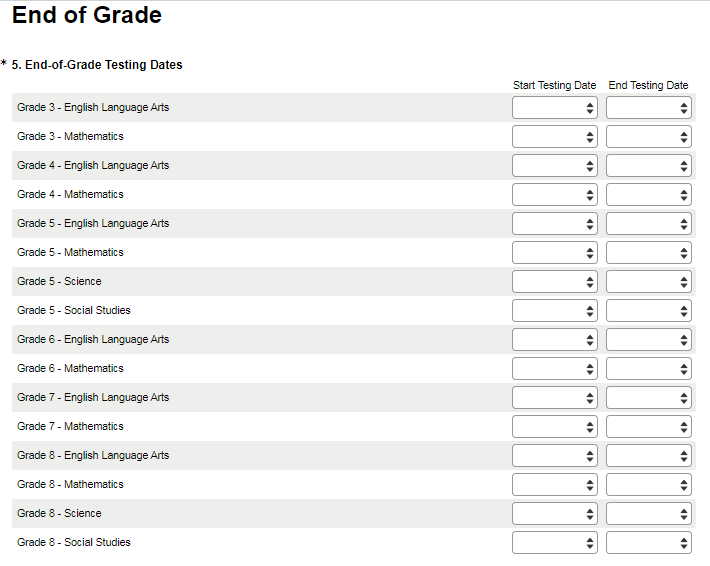 End of Grade
* 5. End-of-Grade Testing Dates
Start Testing Date End Testing Date
Grade 3 - English Language Arts
Grade 3 - Mathematics
Grade 4 - English Language Arts
Grade 4 - Mathematics
Grade 5 - English Language Arts
Grade 5 - Mathematics
Grade 5 - Science
Grade 5 - Social Studies
Grade 6 - English Language Arts
Grade 6 - Mathematics
Grade 7 - English Language Arts
Grade 7 - Mathematics
Grade 8 - English Language Arts
Grade 8 - Mathematics
Grade 8 - Science
Grade 8 - Social Studies